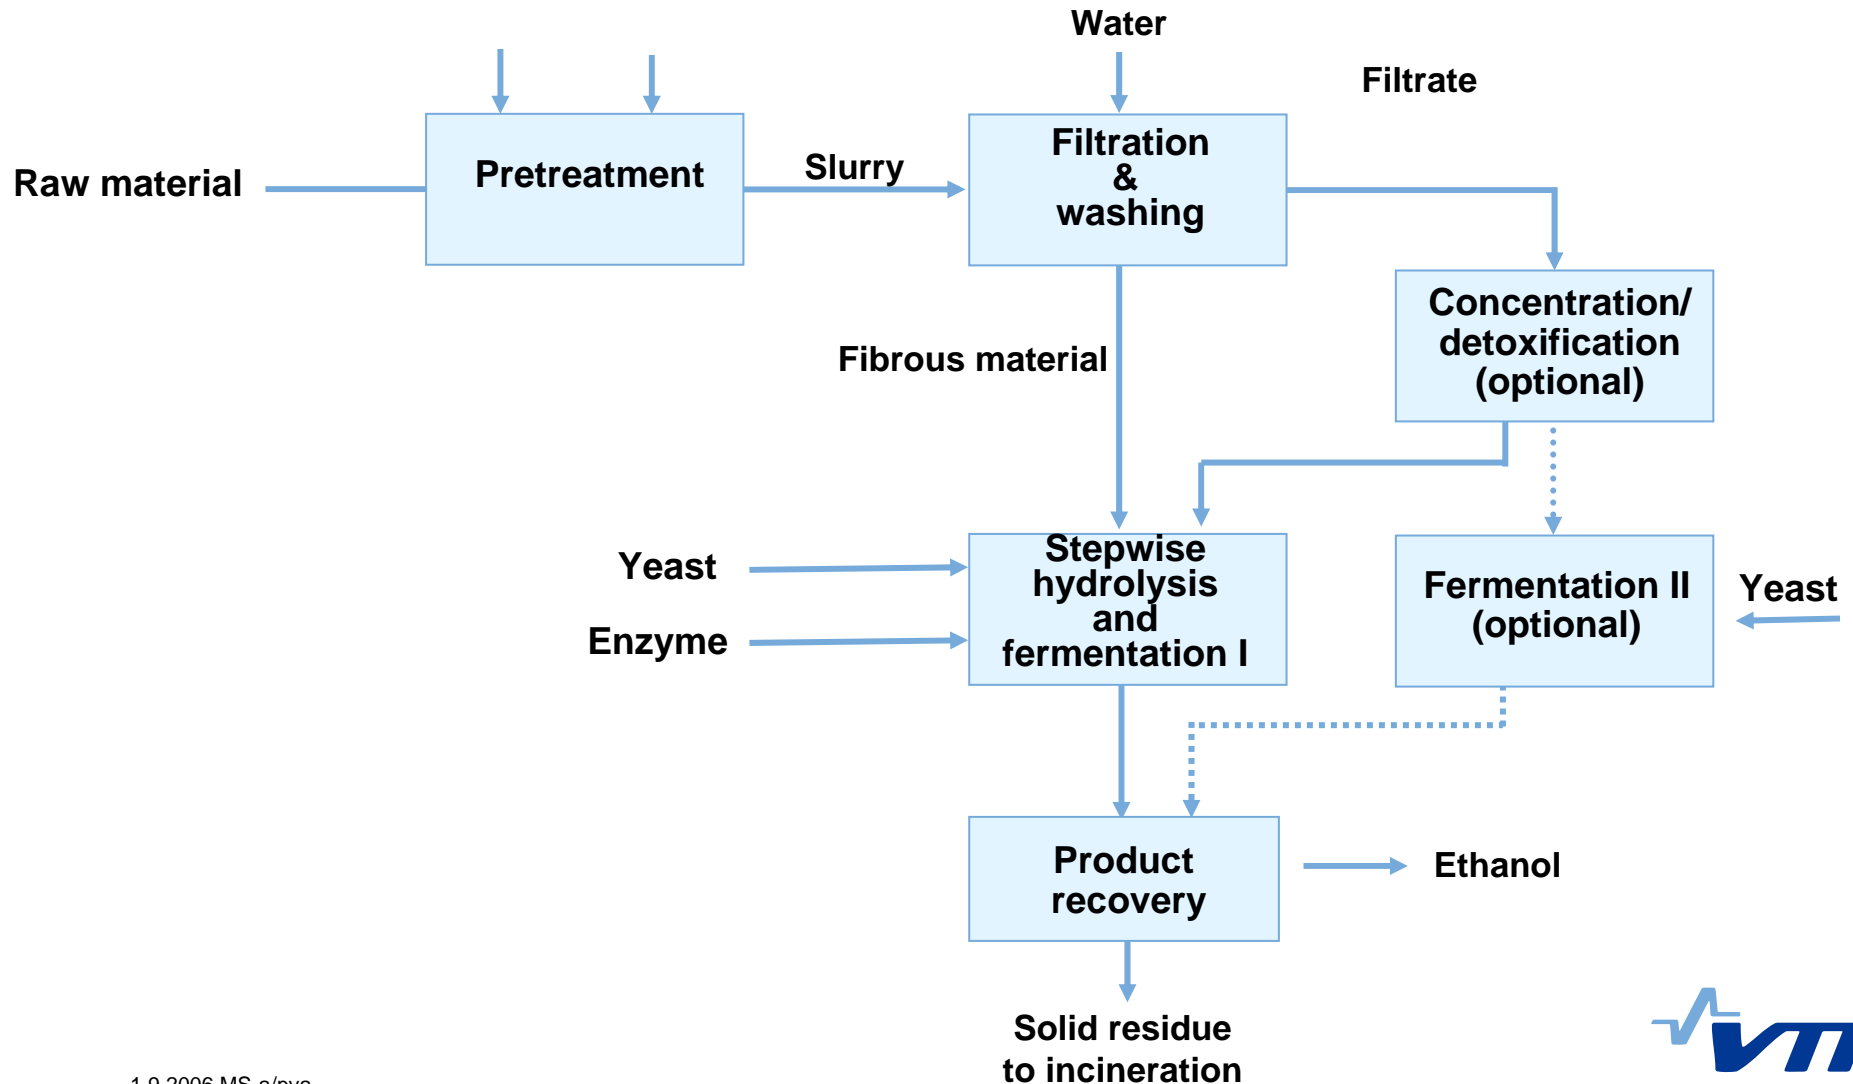 Water
Filtrate
Raw material
Pretreatment
Slurry
Filtration
&
washing
Concentration/
detoxification
(optional)
Fibrous material
Yeast
Enzyme
Stepwise
hydrolysis
and
fermentation I
Fermentation II
(optional)
Yeast
Product
recovery
Ethanol
Solid residue
to incineration